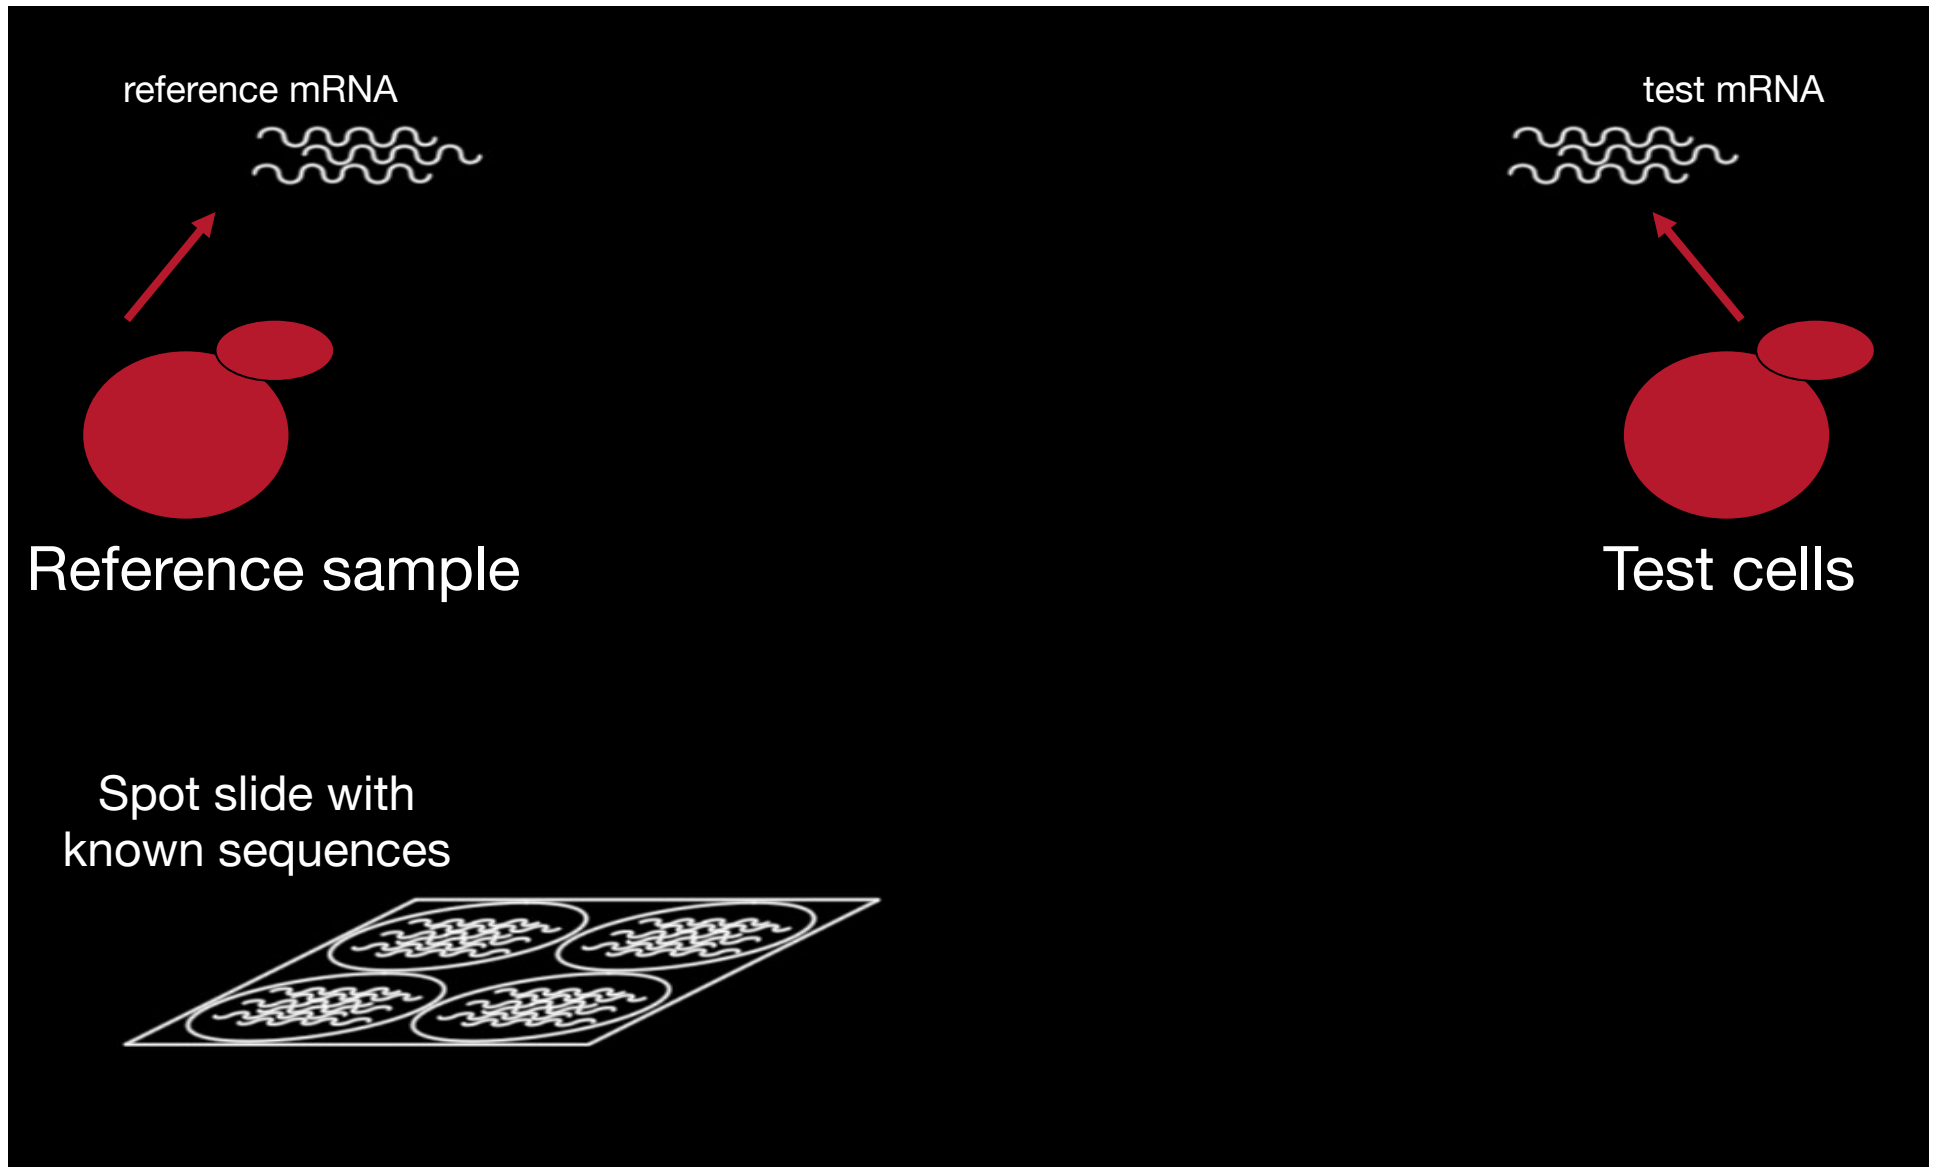 reference mRNA
test mRNA
Reference sample
Test cells
Spot slide with
known sequences